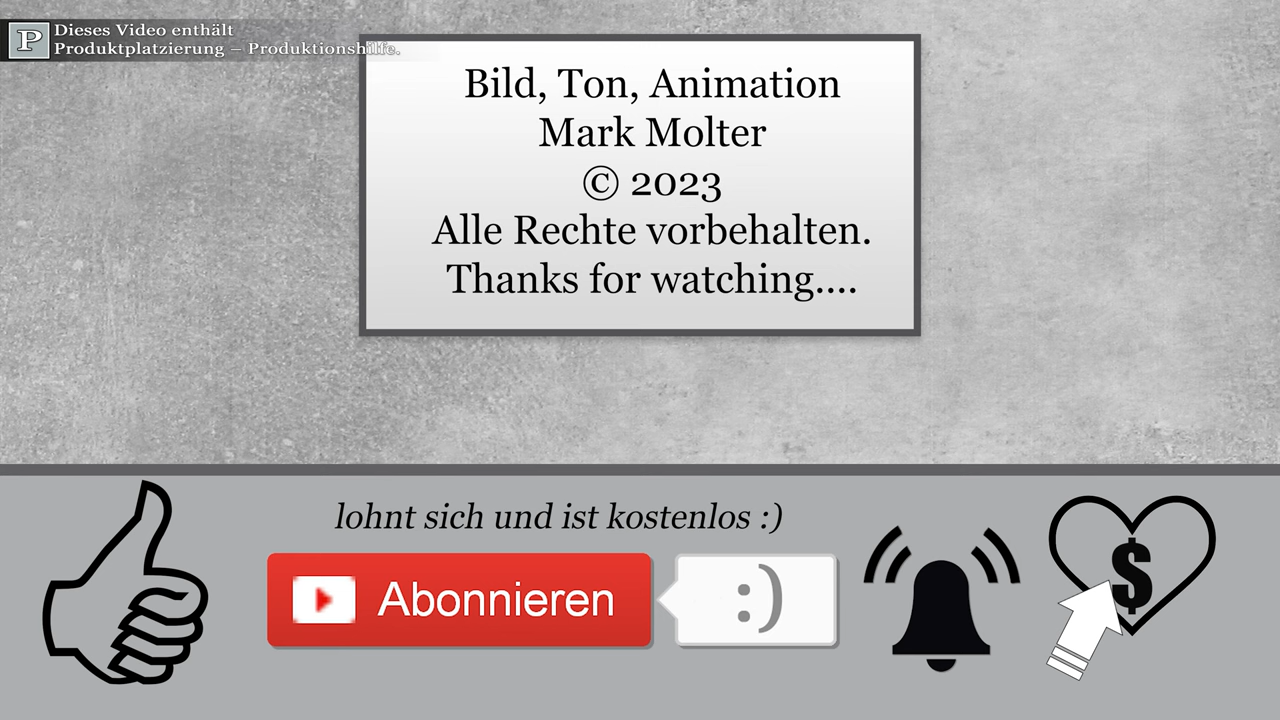 P
Dieses Video enthält
Produktplatzierung – Produktionshilfe.
Bild, Ton, Animation
Mark Molter
© 2023
Alle Rechte vorbehalten.
Thanks for watching....
lohnt sich und ist kostenlos :)
Abonnieren
:)
$